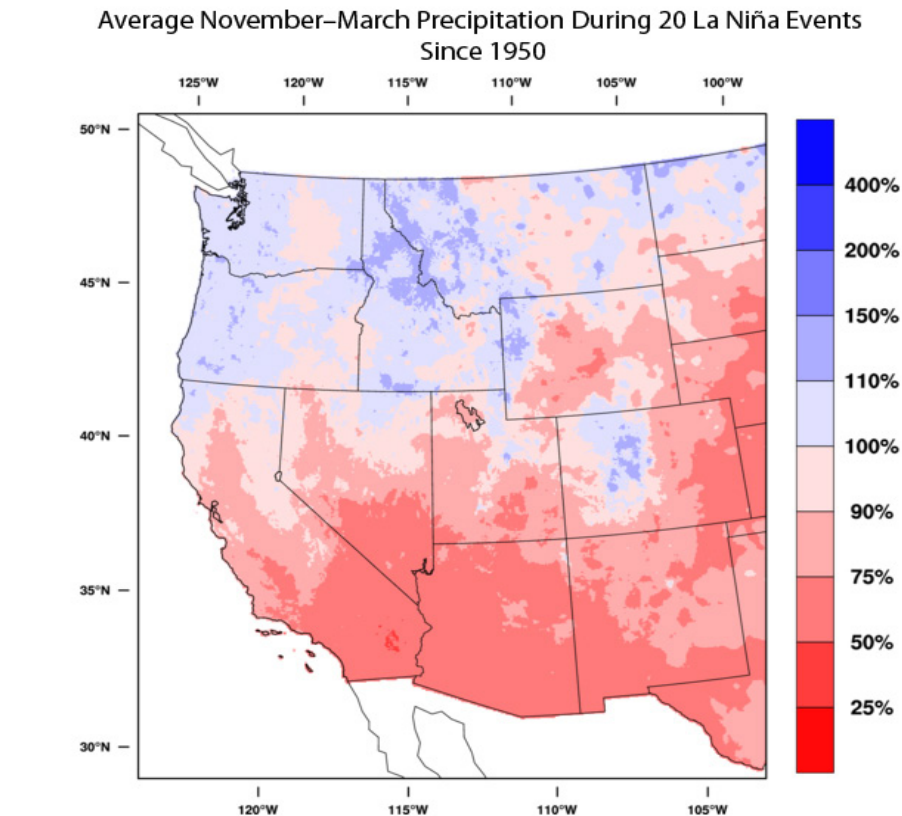 Average November–March Precipitation During 20 La Niña Events
Since 1950
125°W 120°W 115°W 110°W 105°W 100°W
50°N
400%
200%
45°N
150%
110%
40°N
100%
90%
35°N
75%
50%
25%
30°N
120°W 115°W 110°W 105°W